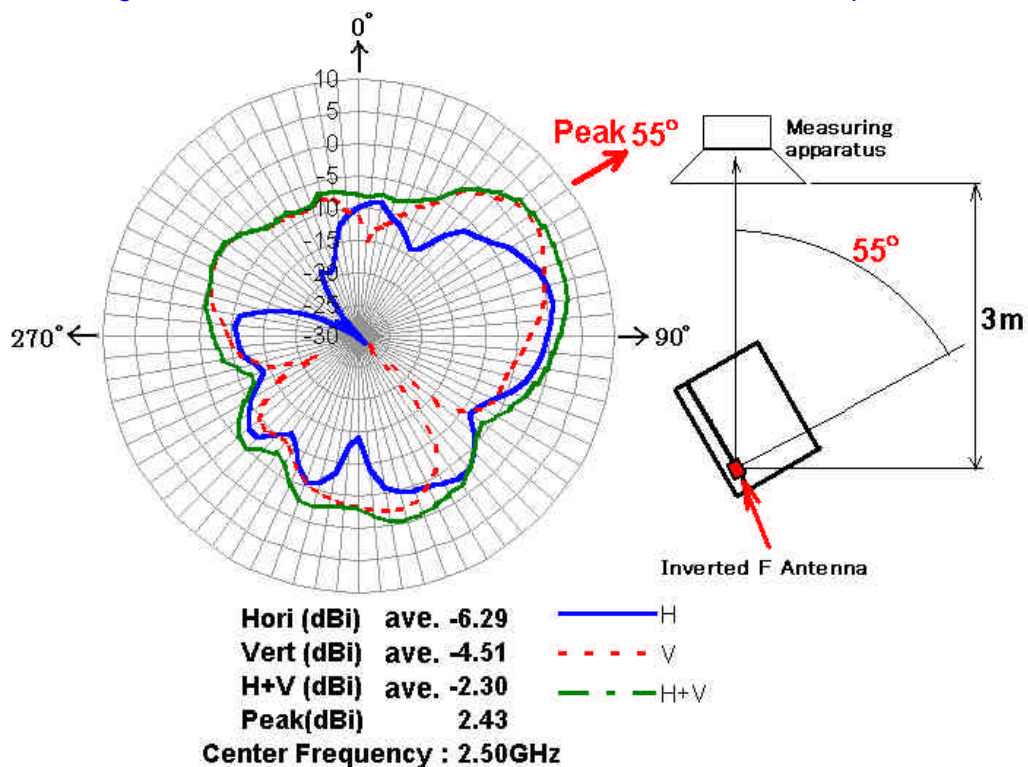 0°
10
5
0
-5
-10
-15
-20
-25
-30
270°
90°
Peak 55°
Measuring
apparatus
55°
3m
Inverted F Antenna
Hori (dBi) ave. -6.29
Vert (dBi) ave. -4.51
H+V (dBi) ave. -2.30
Peak(dBi) 2.43
Center Frequency : 2.50GHz
H
V
H+V